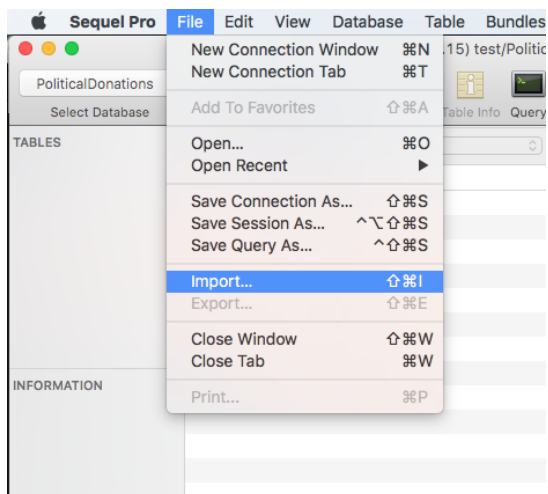 Sequel Pro File Edit View Database Table Bundles
.15) test/Politic
PoliticalDonations
Select Database
Table Info Query
TABLES
New Connection Window ⌘N
New Connection Tab ⌘T
Add To Favorites ⇧⌘A
Open... ⌘O
Open Recent ▶
Save Connection As... ⇧⌘S
Save Session As... ^⌥⇧⌘S
Save Query As... ^⇧⌘S
Import... ⇧⌘I
Export... ⇧⌘E
Close Window ⇧⌘W
Close Tab ⌘W
Print... ⌘P
INFORMATION